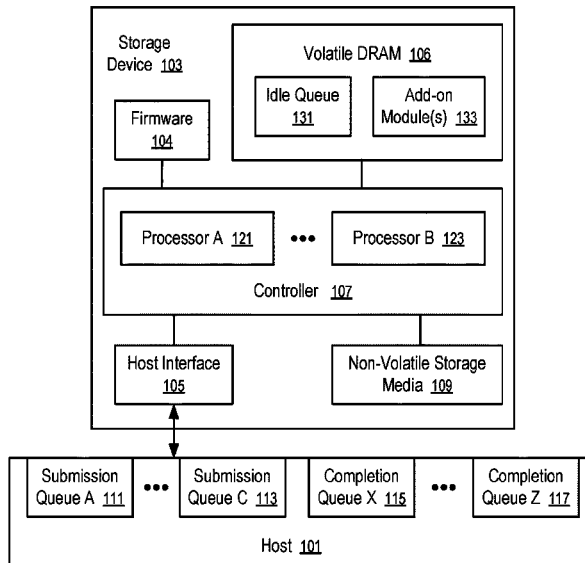 Storage
Device 103
Volatile DRAM 106
Idle Queue
131
Add-on
Module(s) 133
Firmware
104
Processor A 121
•••
Processor B 123
Controller 107
Host Interface
105
Non-Volatile Storage
Media 109
Submission
Queue A 111
•••
Submission
Queue C 113
Completion
Queue X 115
•••
Completion
Queue Z 117
Host 101